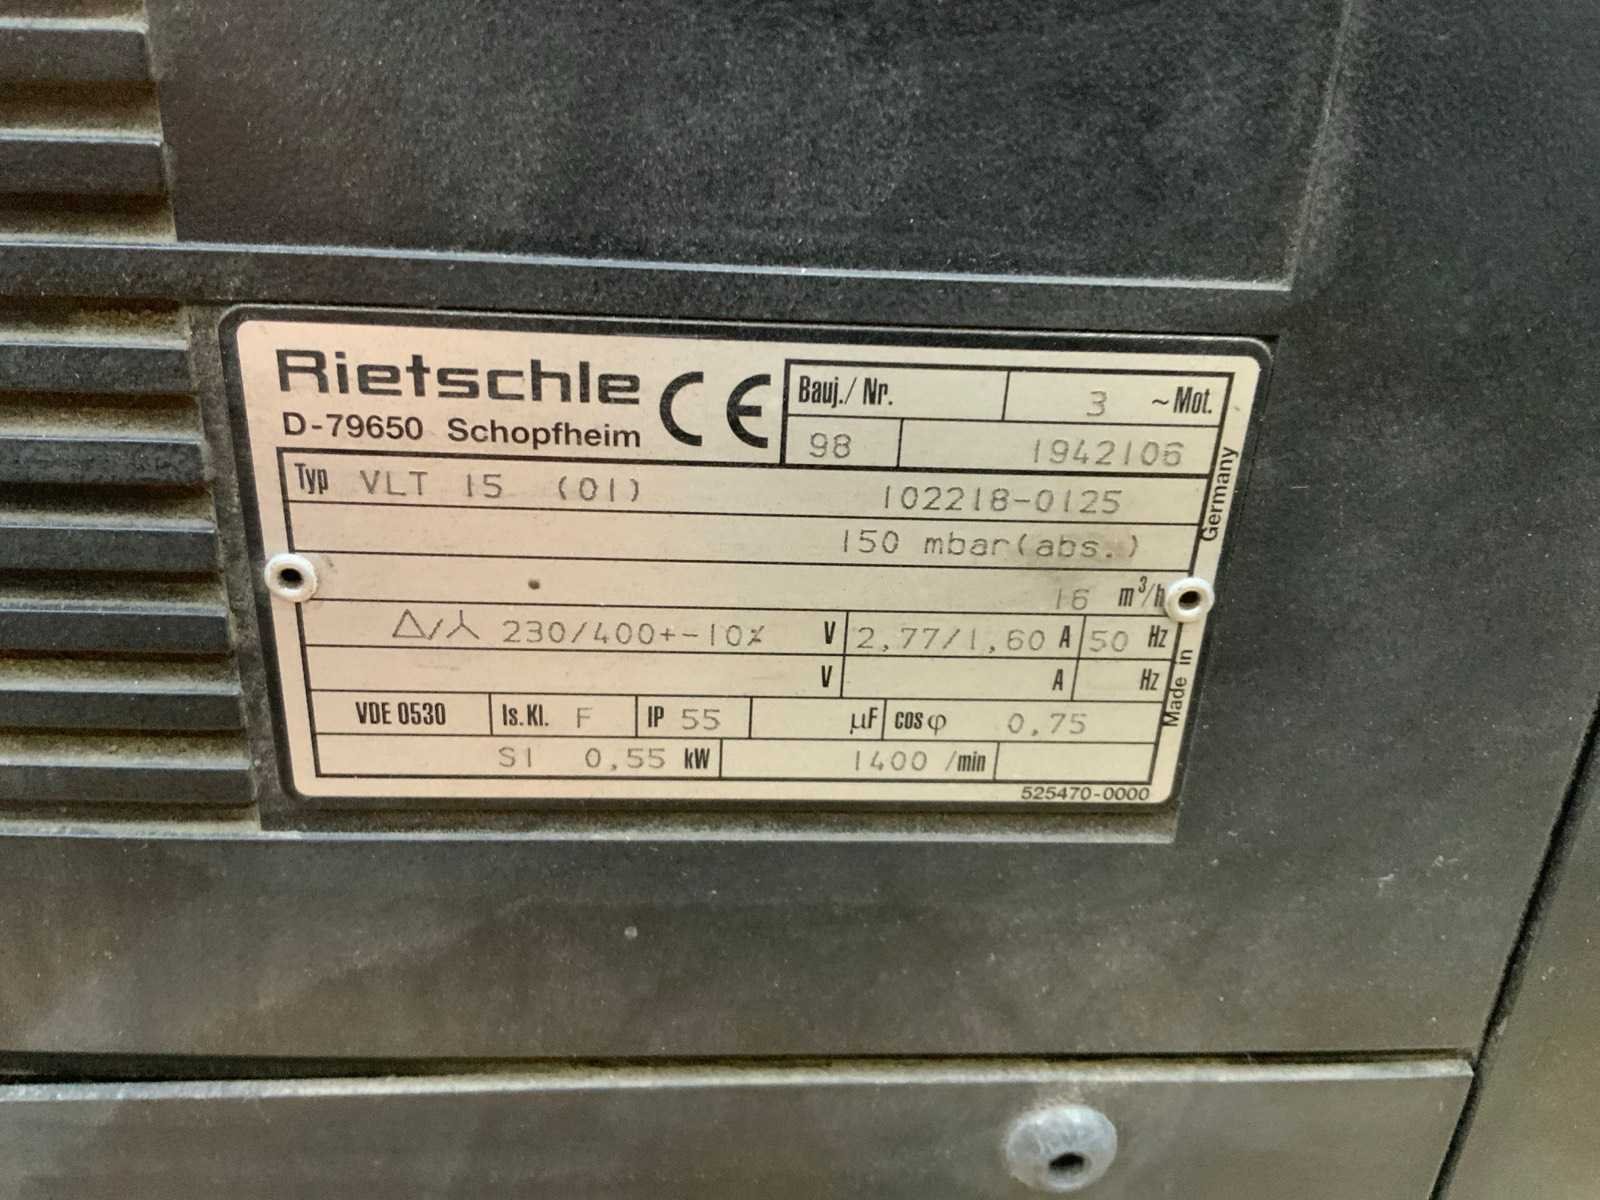 Rietschle CE
D-79650 Schopfheim
Bauj./ Nr. 3 ~Mot.
98 1942106
Typ VLT 15 (01) 102218-0125
150 mbar(abs.)
16 m³/h
△/⅄ 230/400+-10% V 2,77/1,60 A 50 Hz
V A Hz
VDE 0530 Is.Kl. F IP 55 µF cos φ 0,75
S1 0,55 kW 1400 /min
525470-0000
Made in Germany